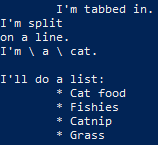 I'm tabbed in.
I'm split
on a line.
I'm \ a \ cat.

I'll do a list:
        * Cat food
        * Fishies
        * Catnip
        * Grass